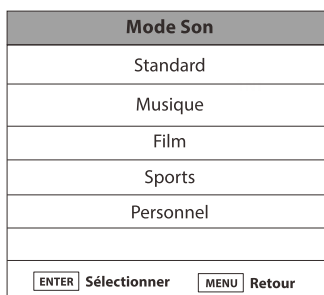 Mode Son
Standard
Musique
Film
Sports
Personnel
ENTER Sélectionner MENU Retour